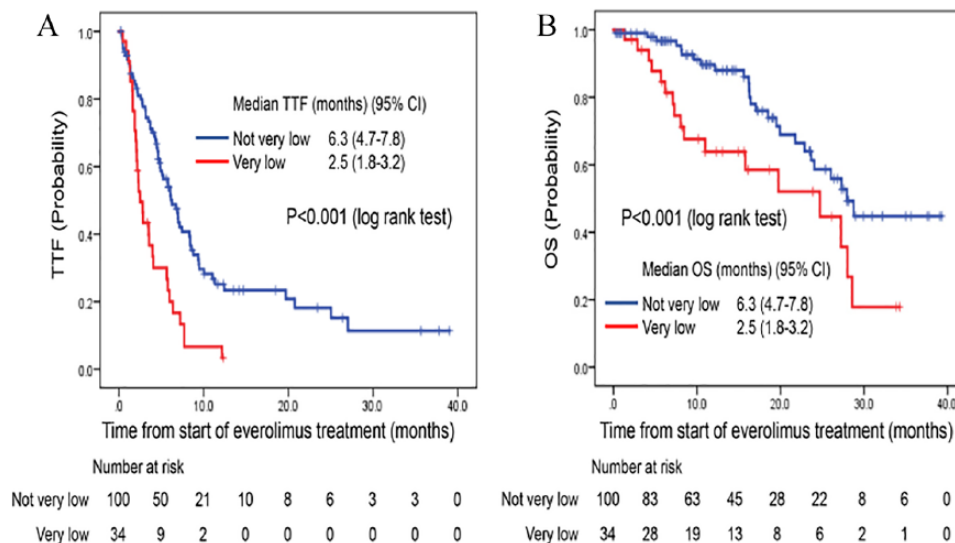 A
TTF (Probability)
1.0
0.8
0.6
0.4
0.2
0.0
Median TTF (months) (95% CI)
Not very low 6.3 (4.7-7.8)
Very low 2.5 (1.8-3.2)
P<0.001 (log rank test)
.0 10.0 20.0 30.0 40.0
Time from start of everolimus treatment (months)
Number at risk
Not very low 100 50 21 10 8 6 3 3 0
Very low 34 9 2 0 0 0 0 0 0
B
OS (Probability)
1.0
0.8
0.6
0.4
0.2
0.0
P<0.001 (log rank test)
Median OS (months) (95% CI)
Not very low 6.3 (4.7-7.8)
Very low 2.5 (1.8-3.2)
.0 10.0 20.0 30.0 40.0
Time from start of everolimus treatment (months)
Number at risk
Not very low 100 83 63 45 28 22 8 6 0
Very low 34 28 19 13 8 6 2 1 0